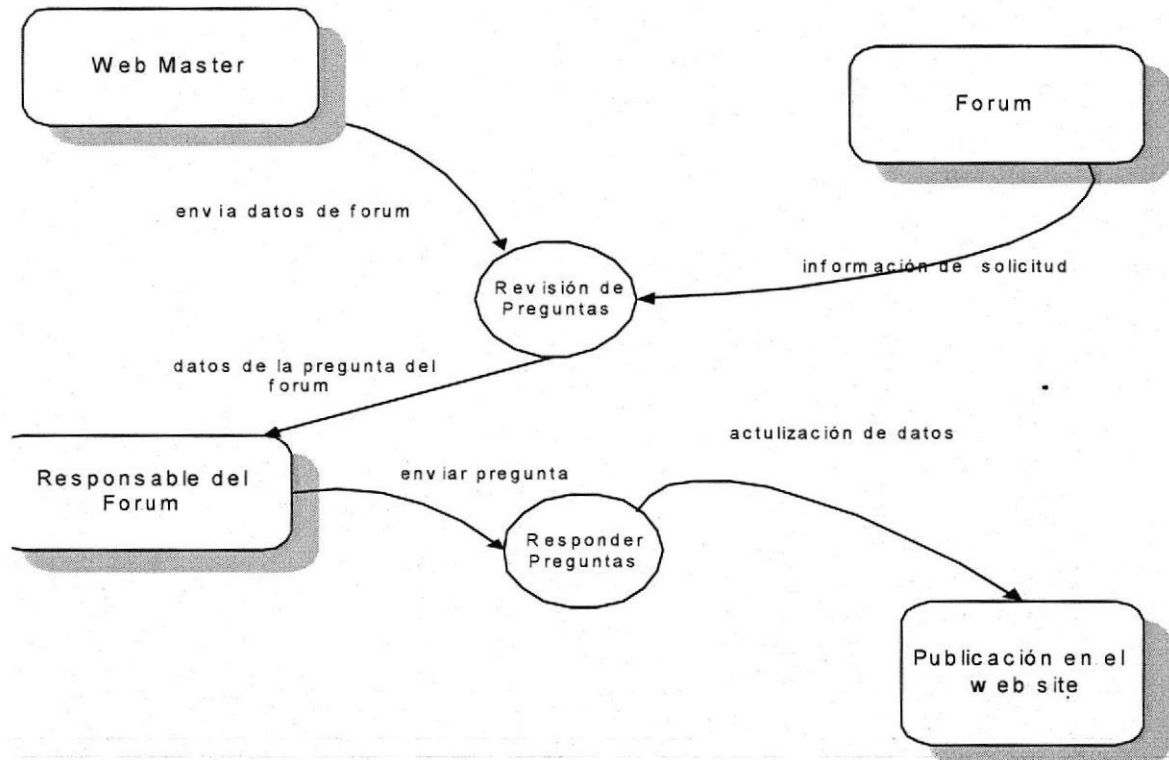 Web Master
Forum
envia datos de forum
información de solicitud
Revisión de
Preguntas
datos de la pregunta del
forum
actulización de datos
enviar pregunta
Responsable del
Forum
Responder
Preguntas
Publicación en el
web site